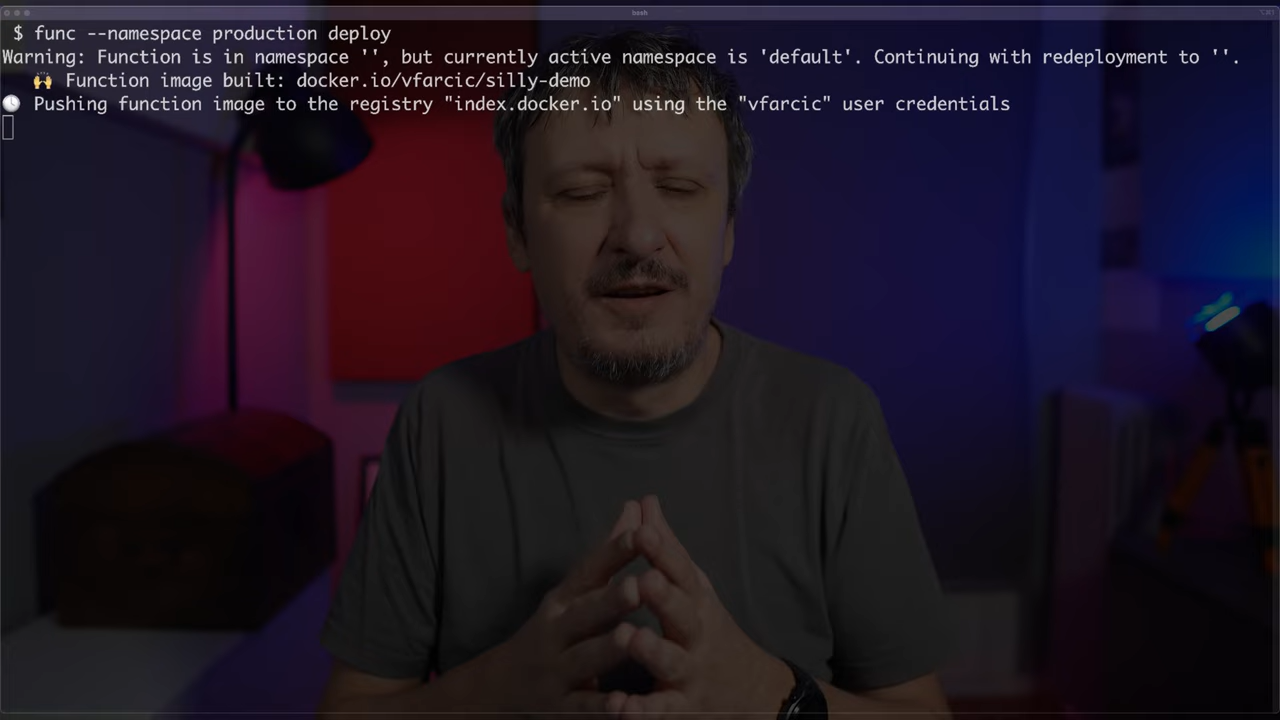 bash
$ func --namespace production deploy
Warning: Function is in namespace '', but currently active namespace is 'default'. Continuing with redeployment to ''.
🙌 Function image built: docker.io/vfarcic/silly-demo
🕓 Pushing function image to the registry "index.docker.io" using the "vfarcic" user credentials